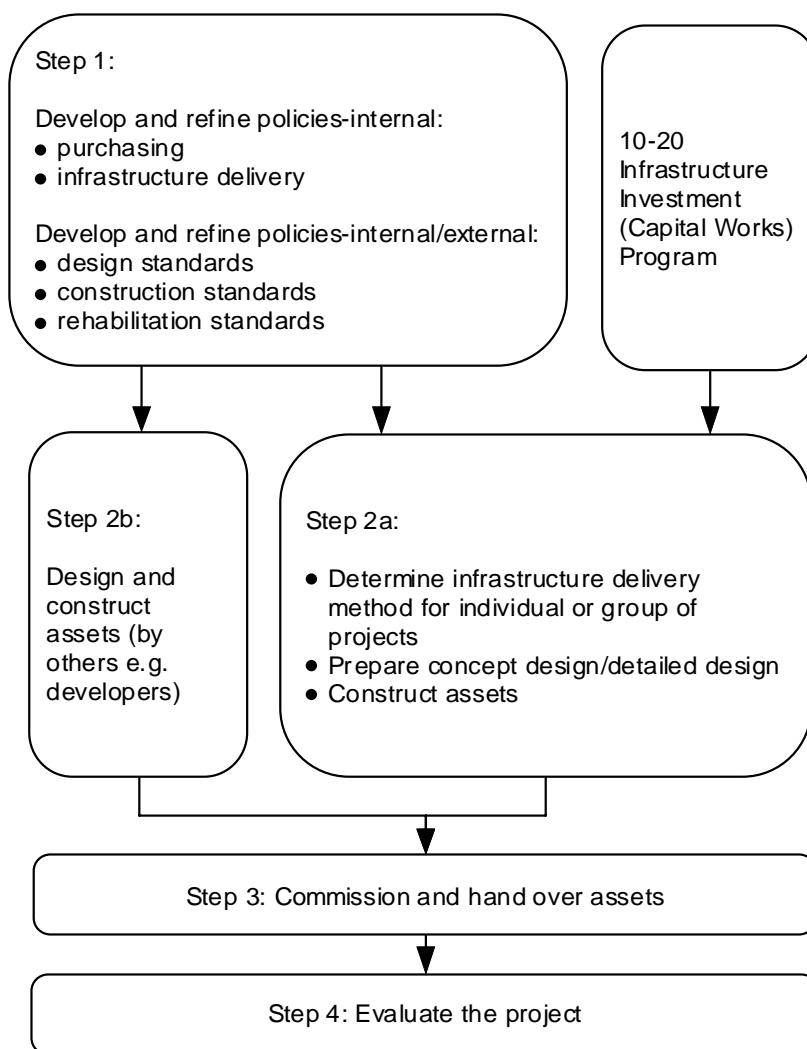 Step 1:
Develop and refine policies-internal:
● purchasing
● infrastructure delivery
Develop and refine policies-internal/external:
● design standards
● construction standards
● rehabilitation standards
10-20
Infrastructure
Investment
(Capital Works)
Program
Step 2b:
Design and
construct
assets (by
others e.g.
developers)
Step 2a:
● Determine infrastructure delivery
method for individual or group of
projects
● Prepare concept design/detailed design
● Construct assets
Step 3: Commission and hand over assets
Step 4: Evaluate the project